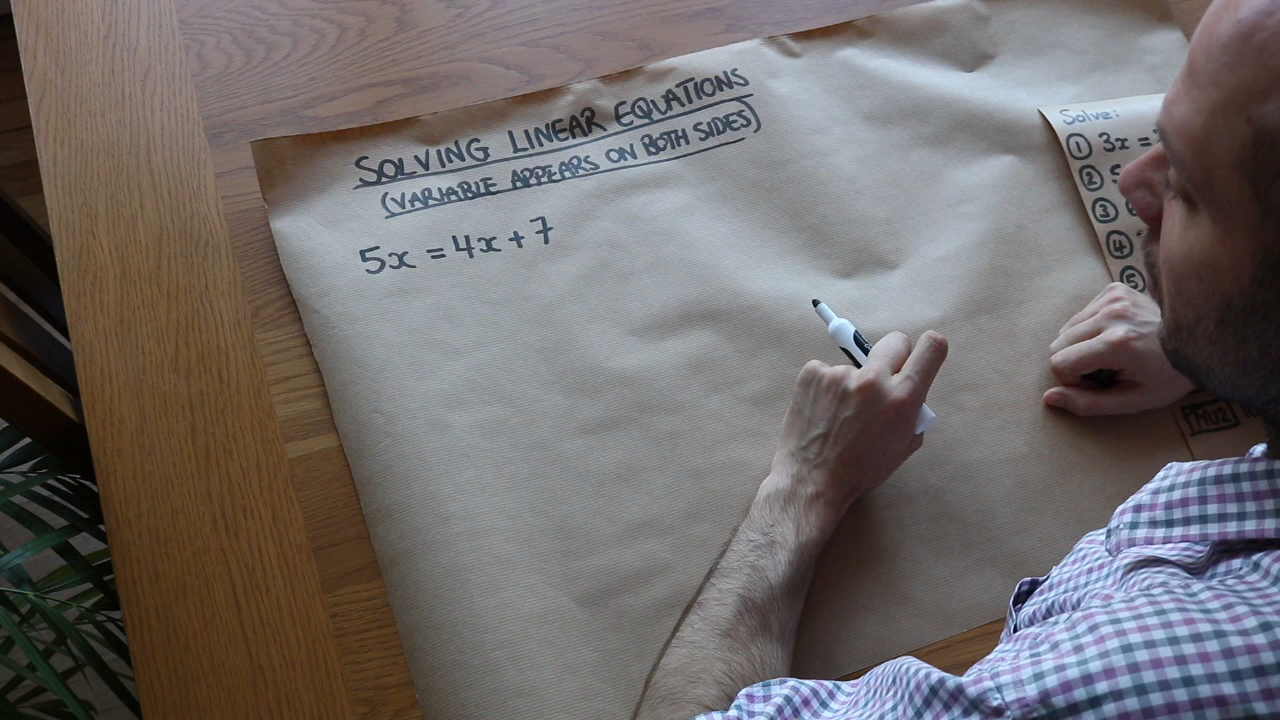 SOLVING LINEAR EQUATIONS
(VARIABLE APPEARS ON BOTH SIDES)
5x = 4x + 7
Solve:
① 3x =
②
③
④
⑤